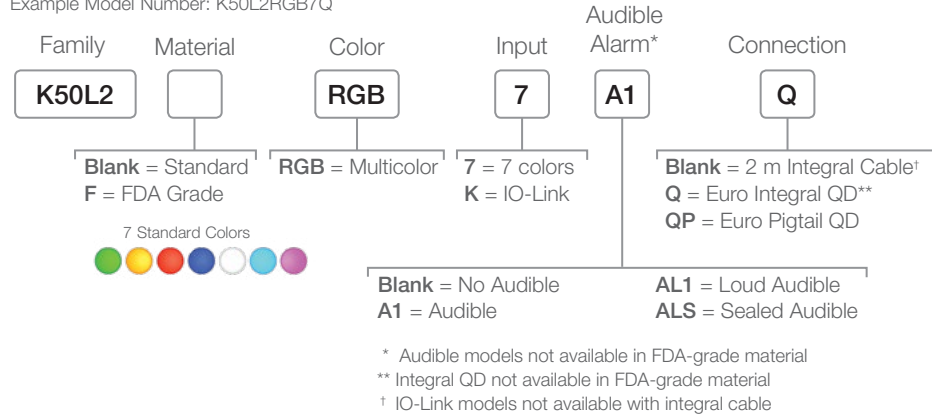 Example Model Number: K50L2RGB7Q
Family Material Color Input Audible Alarm* Connection
K50L2 RGB 7 A1 Q
Blank = Standard
F = FDA Grade
RGB = Multicolor
7 = 7 colors
K = IO-Link
Blank = 2 m Integral Cable†
Q = Euro Integral QD**
QP = Euro Pigtail QD
7 Standard Colors
Blank = No Audible
A1 = Audible
AL1 = Loud Audible
ALS = Sealed Audible
* Audible models not available in FDA-grade material
** Integral QD not available in FDA-grade material
† IO-Link models not available with integral cable